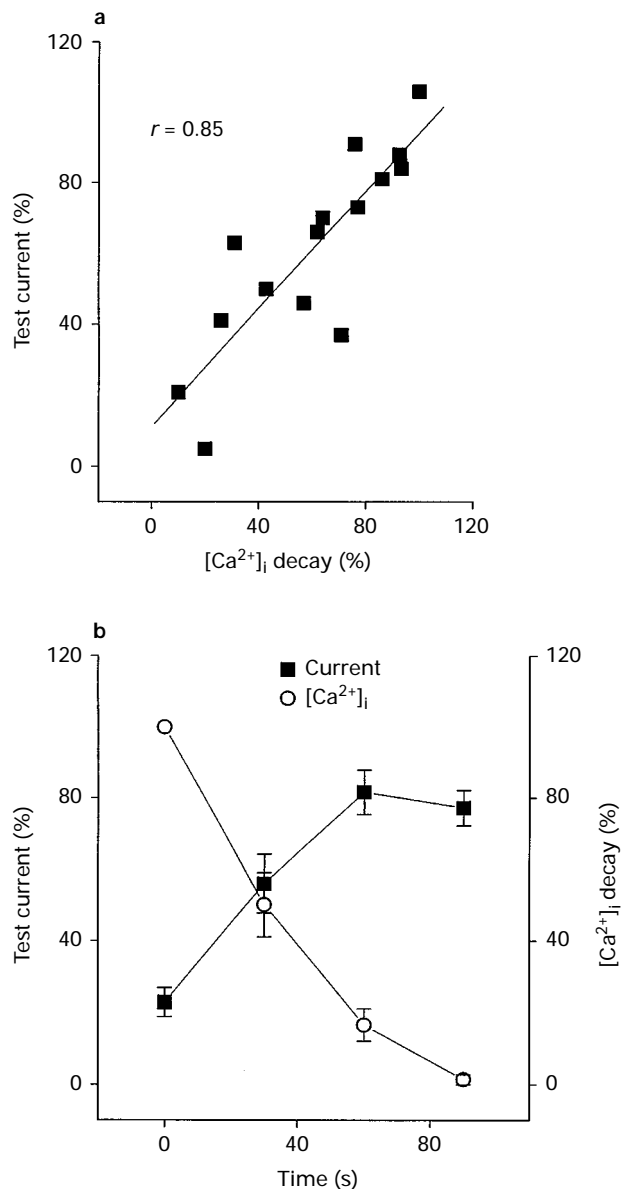 a
120
80
40
0
Test current (%)
r = 0.85
0 40 80 120
[Ca²⁺]ᵢ decay (%)
b
120
80
40
0
Test current (%)
Current
[Ca²⁺]ᵢ
120
80
40
0
[Ca²⁺]ᵢ decay (%)
0 40 80
Time (s)